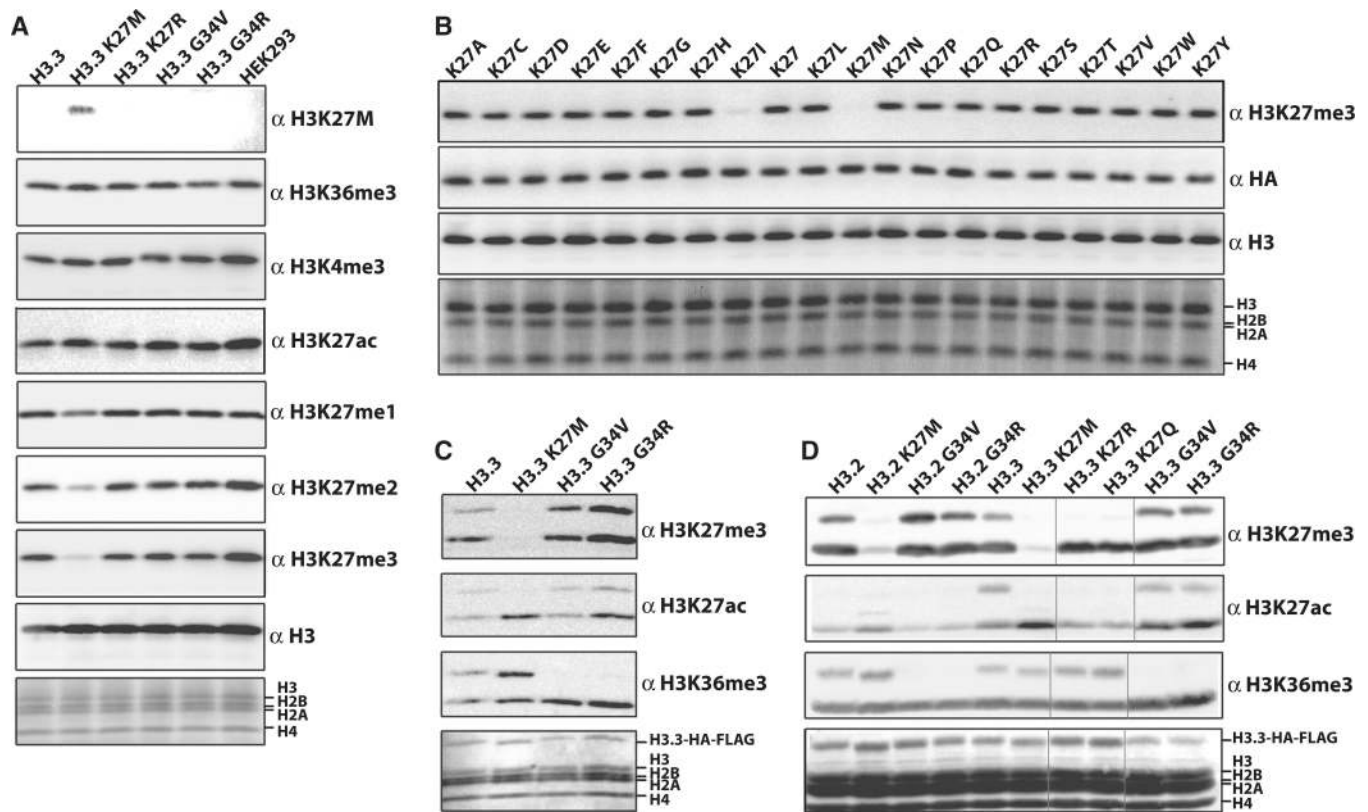 A
H3.3
H3.3 K27M
H3.3 K27R
H3.3 G34V
H3.3 G34R
HEK293
α H3K27M
α H3K36me3
α H3K4me3
α H3K27ac
α H3K27me1
α H3K27me2
α H3K27me3
α H3
H3
H2B
H2A
H4
B
K27A
K27C
K27D
K27E
K27F
K27G
K27H
K27I
K27
K27L
K27M
K27N
K27P
K27Q
K27R
K27S
K27T
K27V
K27W
K27Y
α H3K27me3
α HA
α H3
H3
H2B
H2A
H4
C
H3.3
H3.3 K27M
H3.3 G34V
H3.3 G34R
α H3K27me3
α H3K27ac
α H3K36me3
H3.3-HA-FLAG
H3
H2B
H2A
H4
D
H3.2
H3.2 K27M
H3.2 G34V
H3.2 G34R
H3.3
H3.3 K27M
H3.3 K27R
H3.3 K27Q
H3.3 G34V
H3.3 G34R
α H3K27me3
α H3K27ac
α H3K36me3
H3.3-HA-FLAG
H3
H2B
H2A
H4